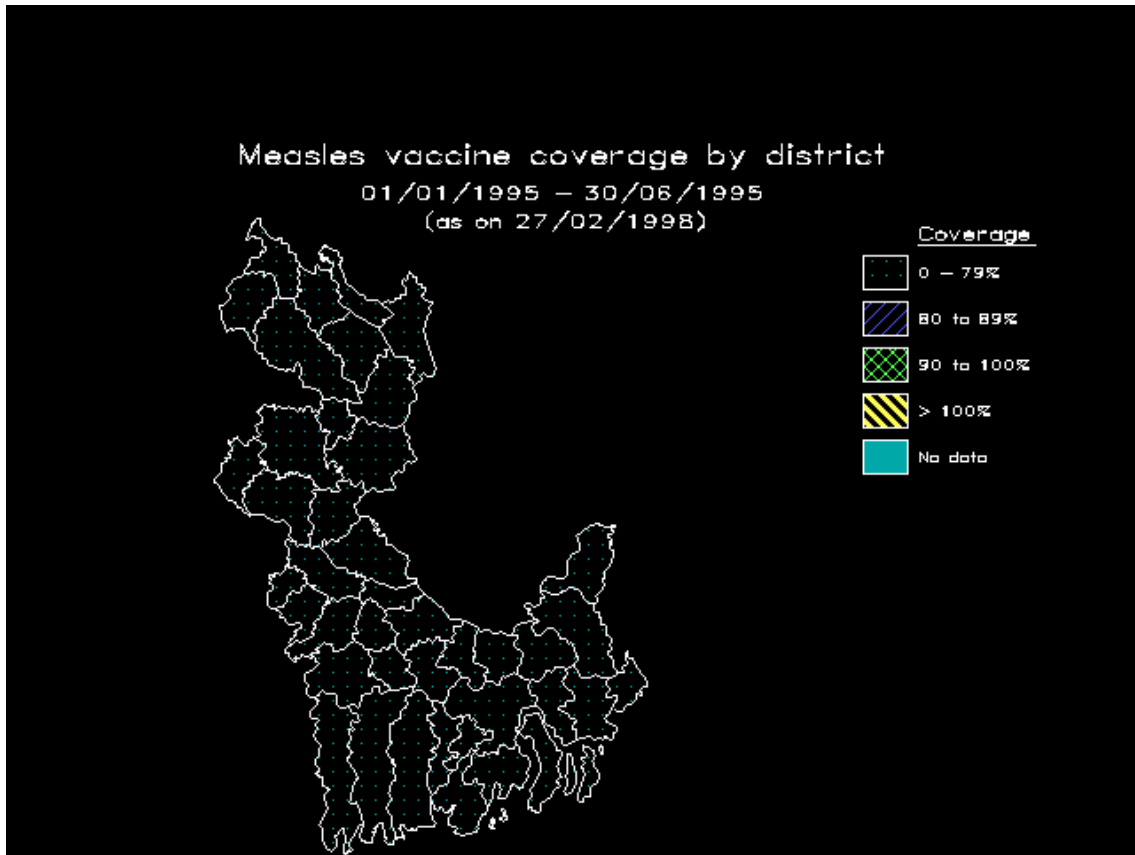 Measles vaccine coverage by district
01/01/1995 – 30/06/1995
(as on 27/02/1998)
Coverage
0 – 79%
80 to 89%
90 to 100%
> 100%
No data